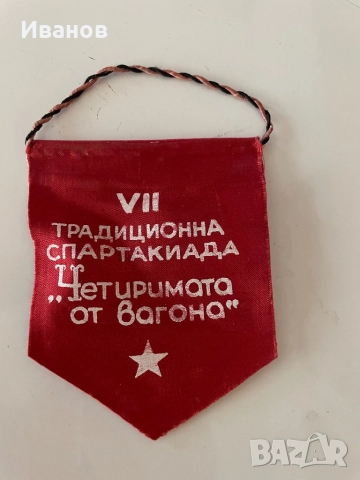 Иванов
VII
ТРАДИЦИОННА
СПАРТАКИАДА
„Четиримата
от вагона"
BAZAR